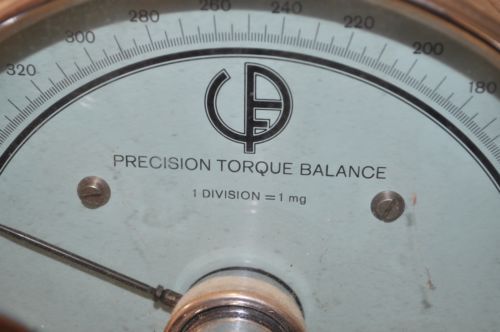 320 300 280 260 240 220 200 180
PRECISION TORQUE BALANCE
1 DIVISION = 1 mg